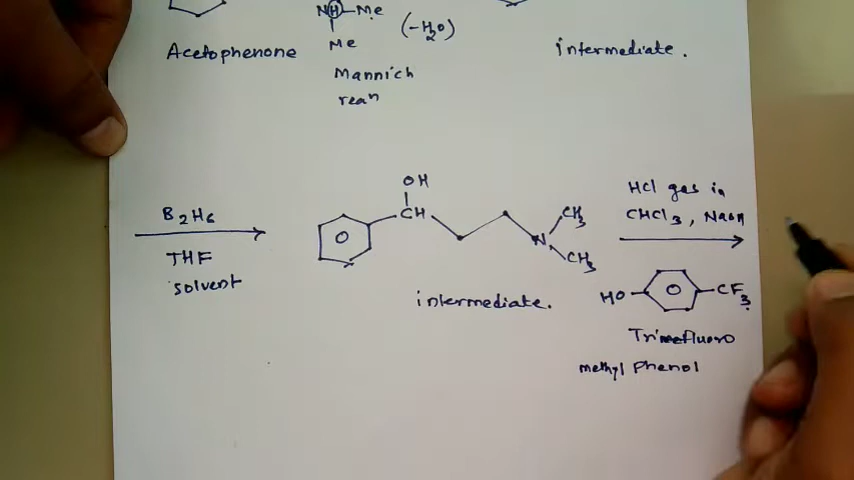 NH-Me
Me
(-H2O)
Acetophenone
intermediate.
Mannich
rean
B2H6
THF
solvent
OH
CH
N
CH3
CH3
intermediate.
HCl gas in
CHCl3, NaOH
HO
CF3
Trimefluoro
methyl Phenol